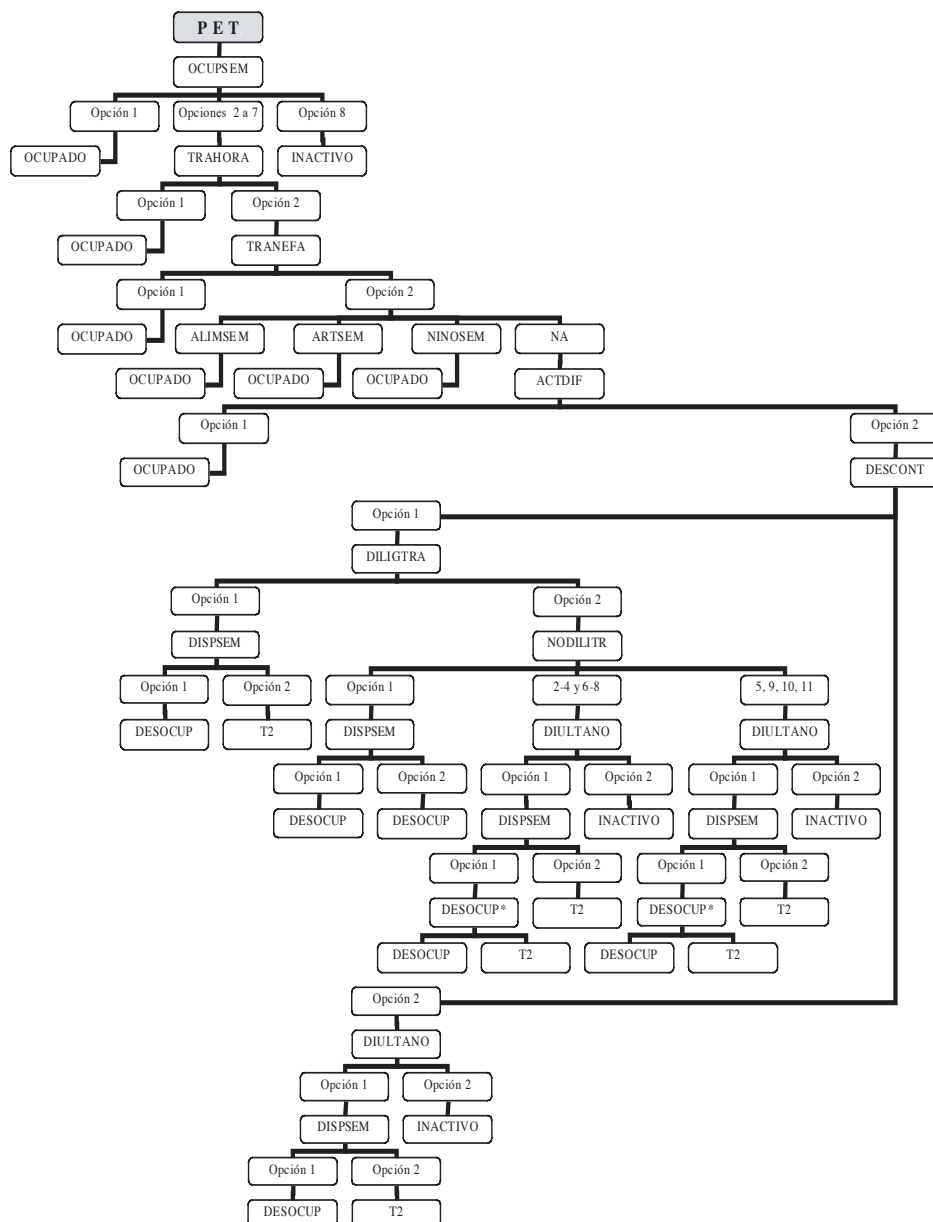 P E T
OCUPSEM
Opción 1 Opciones 2 a 7 Opción 8
OCUPADO TRAHORA INACTIVO
Opción 1 Opción 2
OCUPADO TRANEFA
Opción 1 Opción 2
OCUPADO ALIMSEM ARTSEM NINOSEM NA
OCUPADO OCUPADO OCUPADO ACTDIF
Opción 1 Opción 2
OCUPADO DESCONT
Opción 1
DILIGTRA
Opción 1 Opción 2
DISPSEM NODILITR
Opción 1 Opción 2 Opción 1 2-4 y 6-8 5, 9, 10, 11
DESOCUP T2 DISPSEM DIULTANO DIULTANO
Opción 1 Opción 2 Opción 1 Opción 2 Opción 1 Opción 2
DESOCUP DESOCUP DISPSEM INACTIVO DISPSEM INACTIVO
Opción 1 Opción 2 Opción 1 Opción 2
DESOCUP* T2 DESOCUP* T2
DESOCUP T2 DESOCUP T2
Opción 2
DIULTANO
Opción 1 Opción 2
DISPSEM INACTIVO
Opción 1 Opción 2
DESOCUP T2